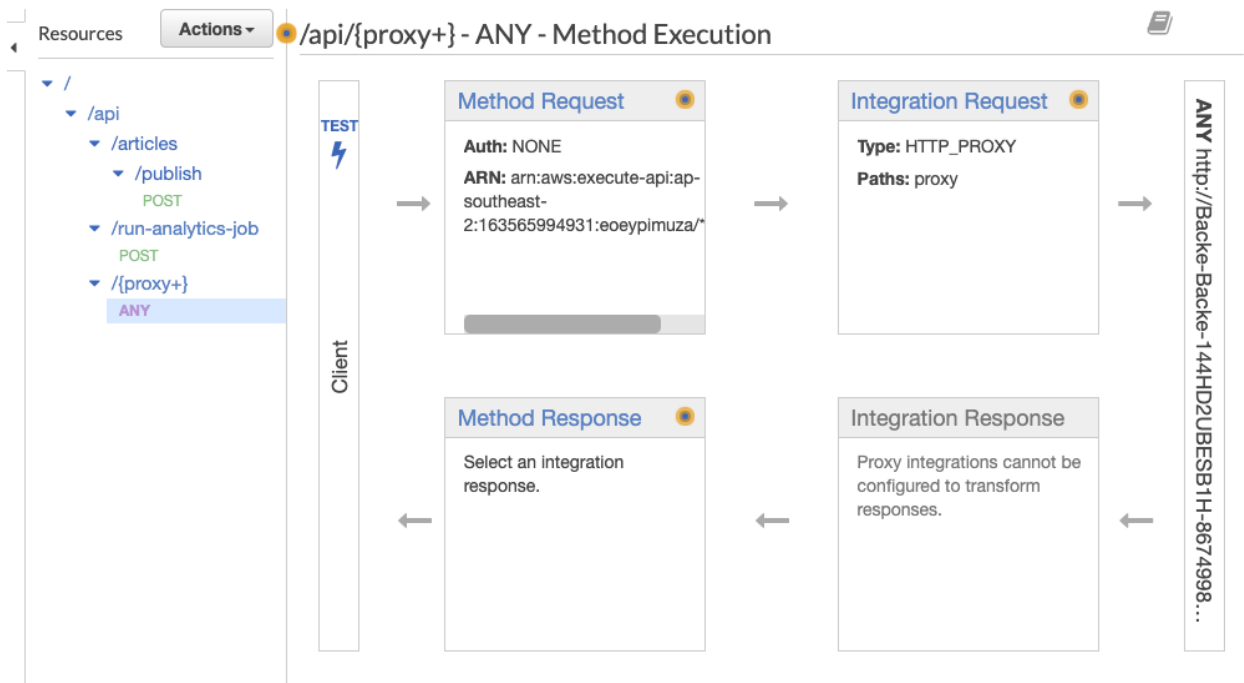 Resources
Actions
/api/{proxy+} - ANY - Method Execution
/
/api
/articles
/publish
POST
/run-analytics-job
POST
/{proxy+}
ANY
TEST
Client
Method Request
Auth: NONE
ARN: arn:aws:execute-api:ap-
southeast-
2:163565994931:eoeypimuza/*
Integration Request
Type: HTTP_PROXY
Paths: proxy
ANY http://Backe-Backe-144HD2UBESB1H-8674998...
Method Response
Select an integration
response.
Integration Response
Proxy integrations cannot be
configured to transform
responses.